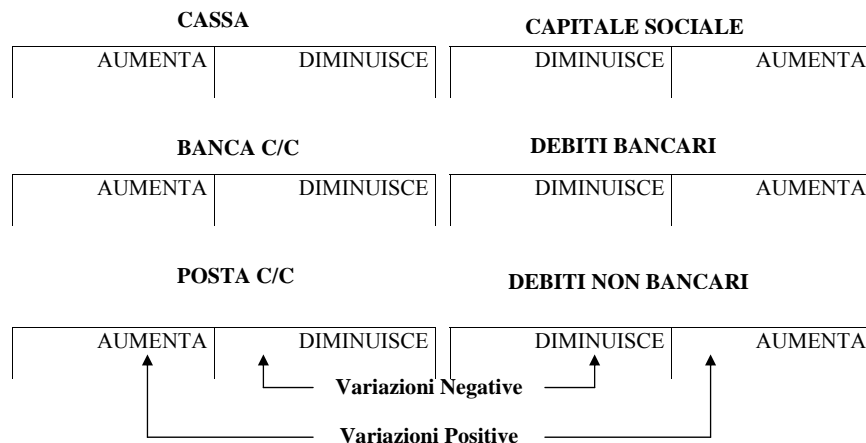 CASSA CAPITALE SOCIALE
AUMENTA DIMINUISCE DIMINUISCE AUMENTA
BANCA C/C DEBITI BANCARI
AUMENTA DIMINUISCE DIMINUISCE AUMENTA
POSTA C/C DEBITI NON BANCARI
AUMENTA DIMINUISCE DIMINUISCE AUMENTA
Variazioni Negative
Variazioni Positive